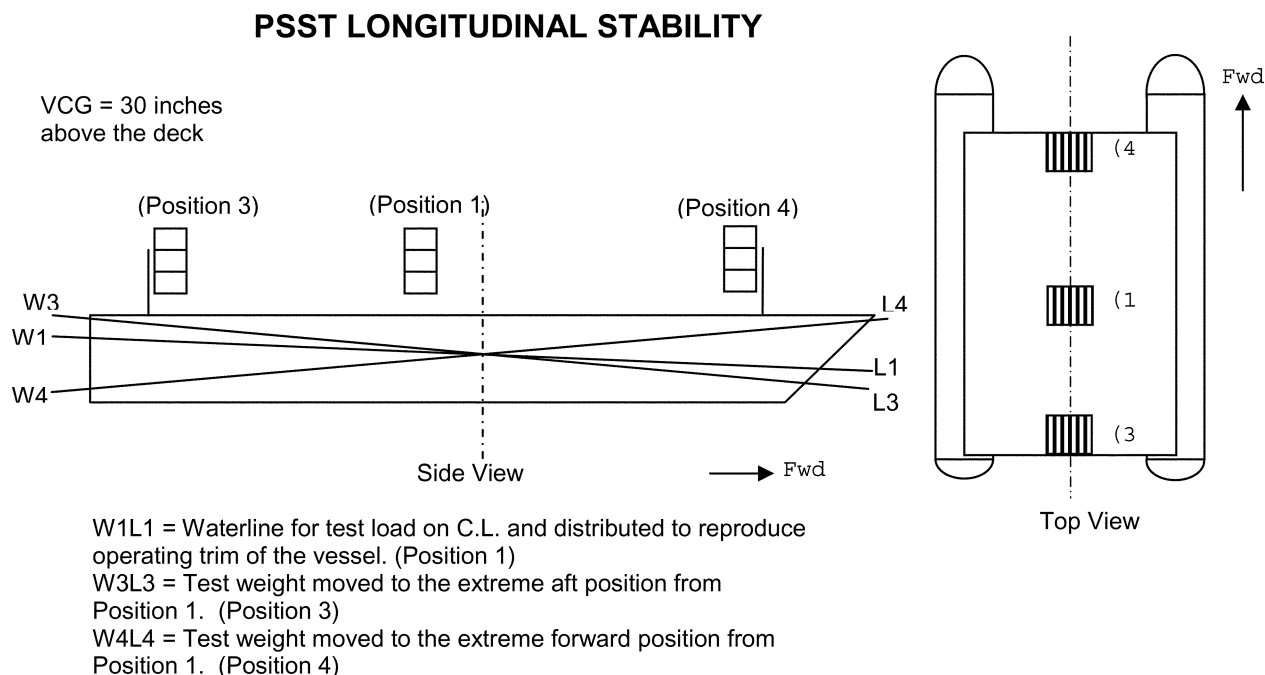 PSST LONGITUDINAL STABILITY
VCG = 30 inches
above the deck
(Position 3)
(Position 1)
(Position 4)
W3
W1
W4
L4
L1
L3
Side View
Fwd
Fwd
(4
(1
(3
Top View
W1L1 = Waterline for test load on C.L. and distributed to reproduce
operating trim of the vessel. (Position 1)
W3L3 = Test weight moved to the extreme aft position from
Position 1.  (Position 3)
W4L4 = Test weight moved to the extreme forward position from
Position 1.  (Position 4)